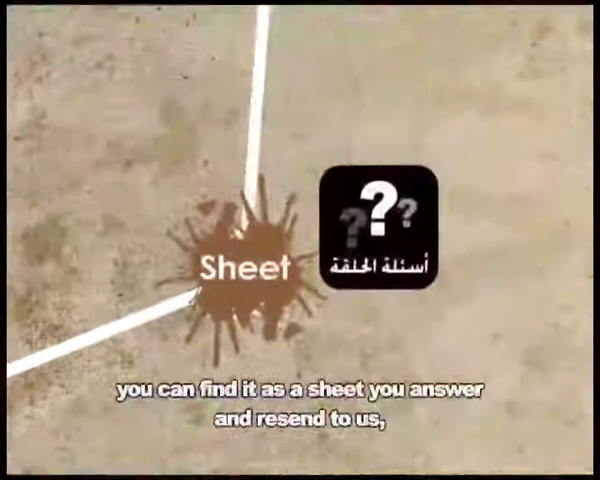 ???
Sheet
أسئلة الحلقة
you can find it as a sheet you answer
and resend to us,